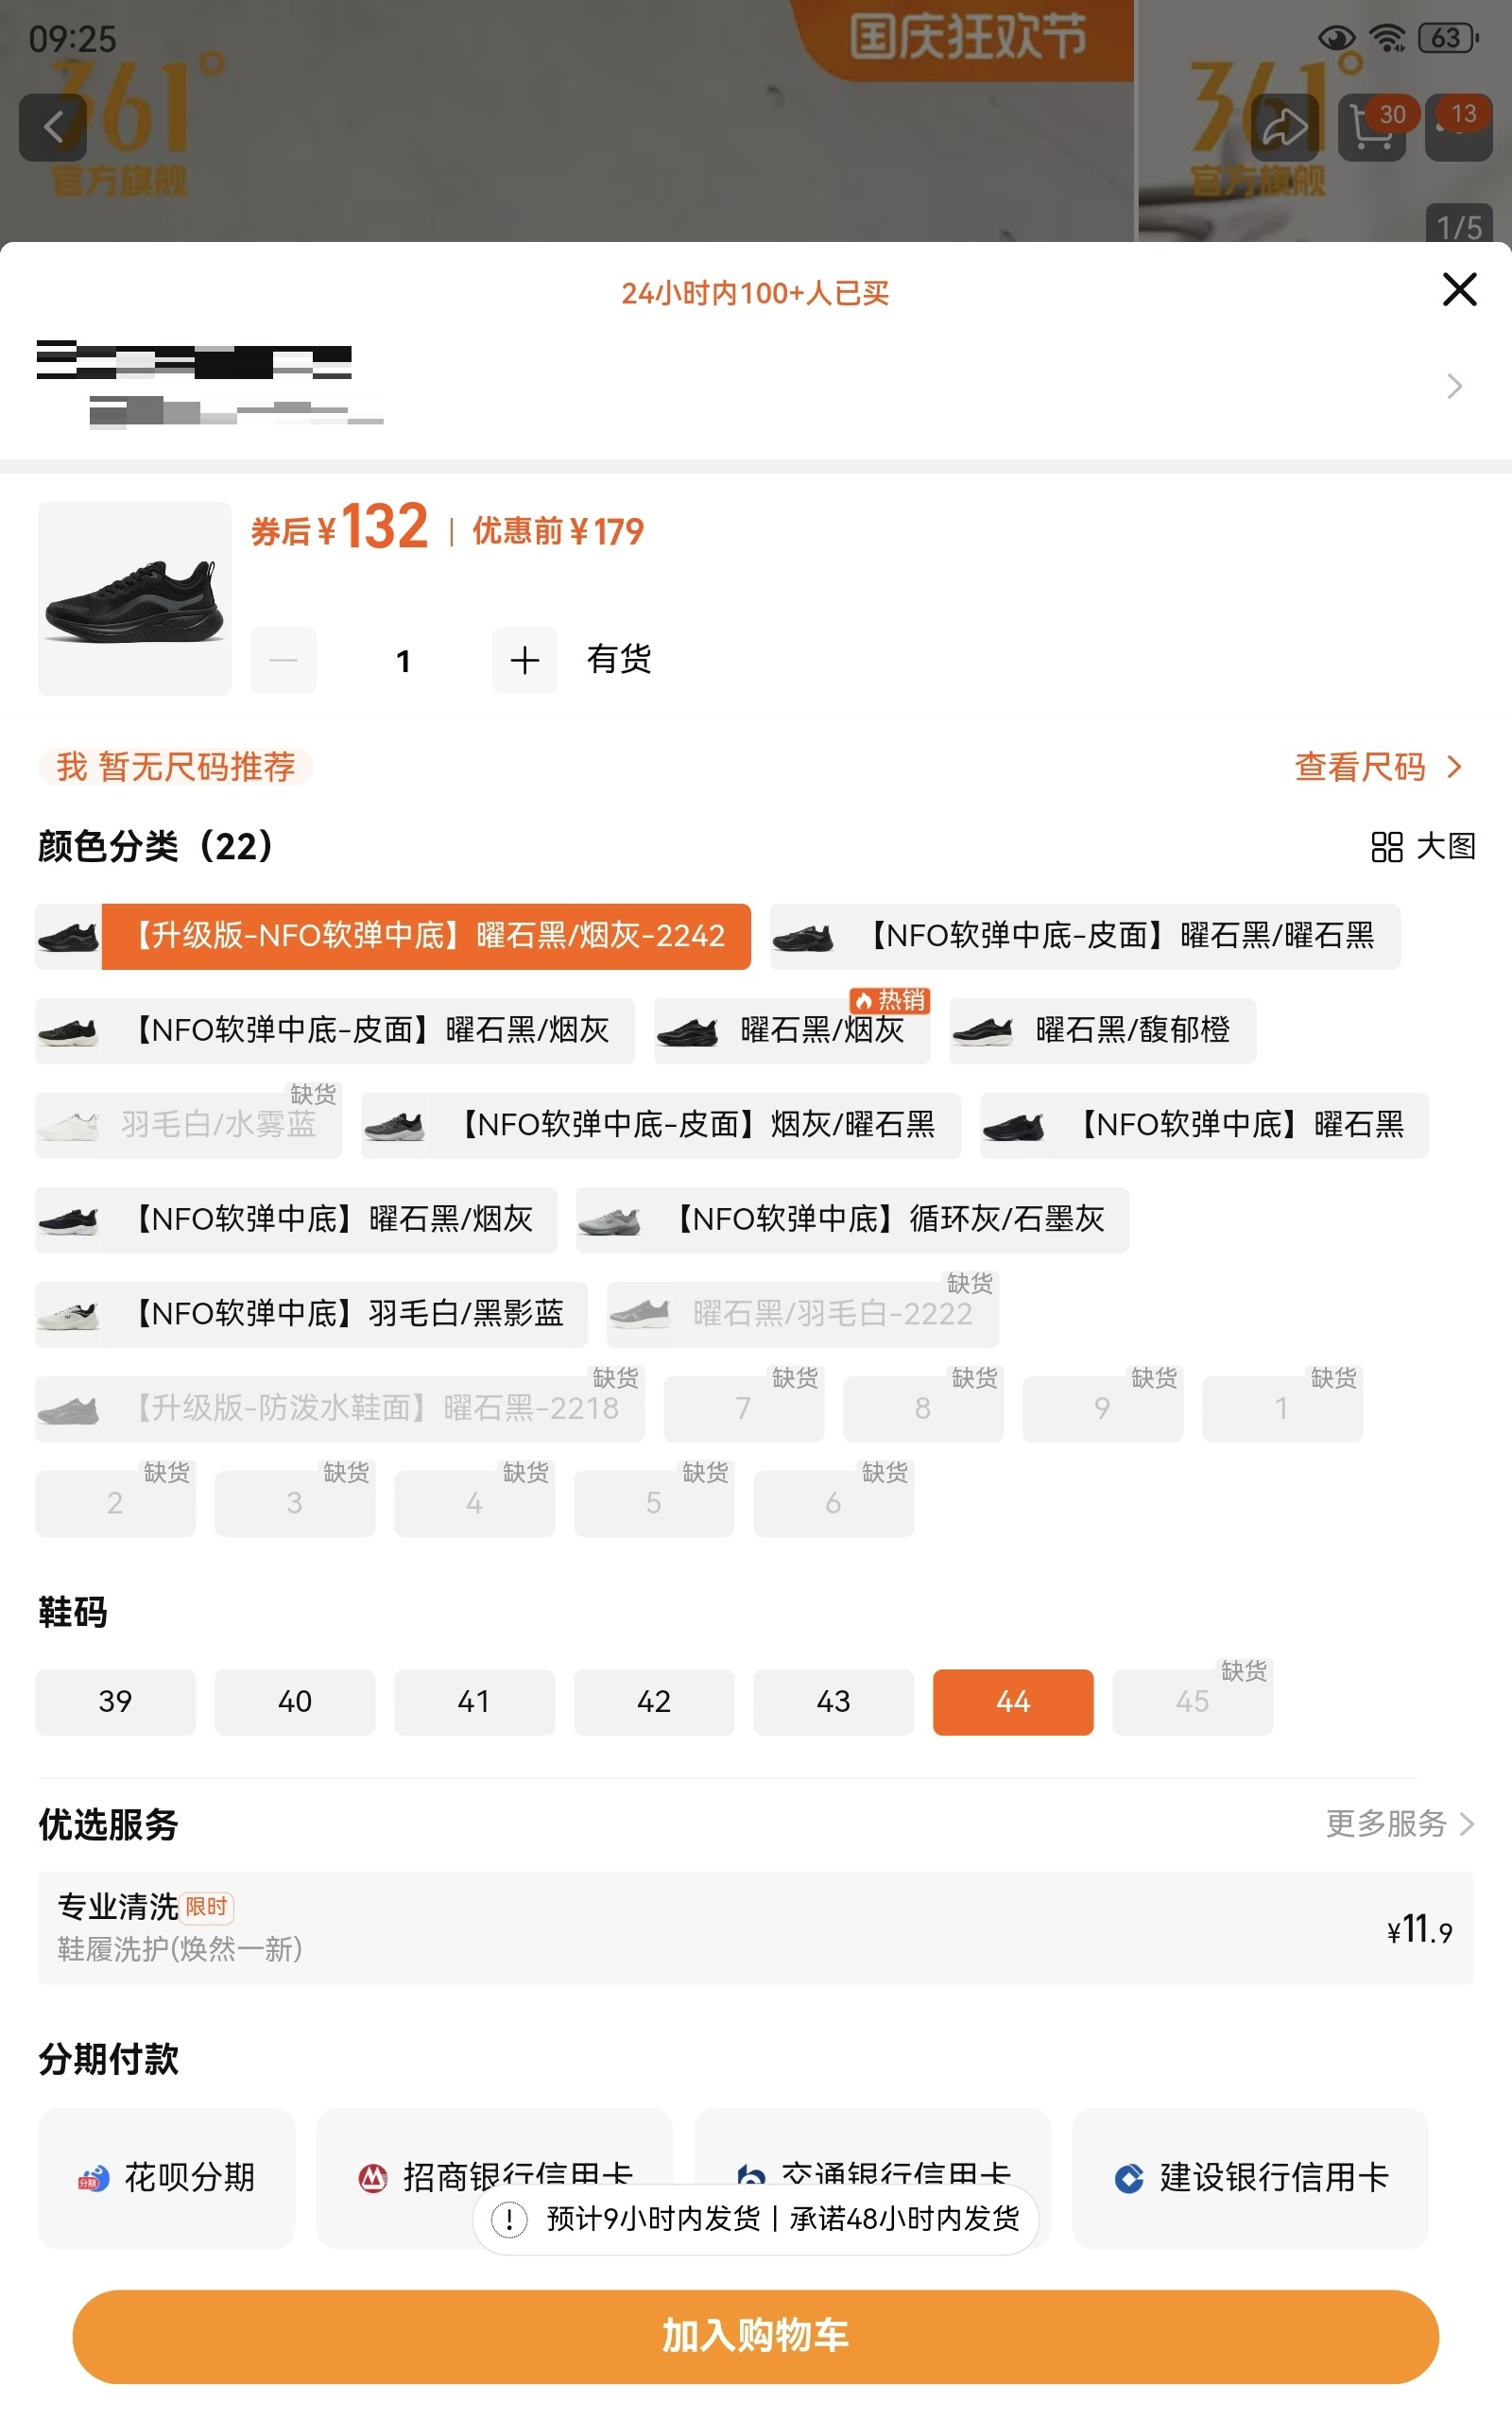 09:25
国庆狂欢节
63
361°
官方旗舰
361°
官方旗舰
30
13
1/5
24小时内100+人已买
券后¥132 | 优惠前¥179
1
有货
我 暂无尺码推荐
查看尺码
颜色分类（22）
大图
【升级版-NFO软弹中底】曜石黑/烟灰-2242
【NFO软弹中底-皮面】曜石黑/曜石黑
【NFO软弹中底-皮面】曜石黑/烟灰
热销
曜石黑/烟灰
曜石黑/馥郁橙
缺货
羽毛白/水雾蓝
【NFO软弹中底-皮面】烟灰/曜石黑
【NFO软弹中底】曜石黑
【NFO软弹中底】曜石黑/烟灰
【NFO软弹中底】循环灰/石墨灰
【NFO软弹中底】羽毛白/黑影蓝
缺货
曜石黑/羽毛白-2222
缺货
【升级版-防泼水鞋面】曜石黑-2218
缺货
7
缺货
8
缺货
9
缺货
1
缺货
2
缺货
3
缺货
4
缺货
5
缺货
6
鞋码
39
40
41
42
43
44
缺货
45
优选服务
更多服务
专业清洗 限时
鞋履洗护(焕然一新)
¥11.9
分期付款
分期
花呗分期
招商银行信用卡
交通银行信用卡
建设银行信用卡
预计9小时内发货 | 承诺48小时内发货
加入购物车